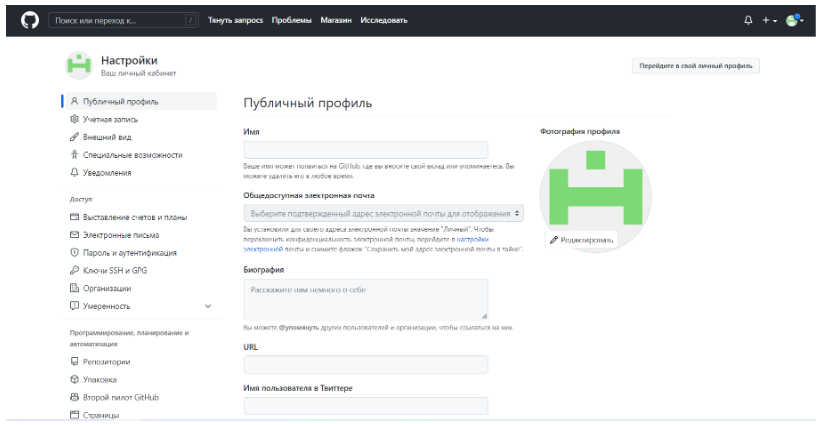 Поиск или переход к... /
Тянуть запросs Проблемы Магазин Исследовать
Настройки
Ваш личный кабинет
Перейдите в свой личный профиль
Публичный профиль
Учетная запись
Внешний вид
Специальные возможности
Уведомления
Доступ
Выставление счетов и планы
Электронные письма
Пароль и аутентификация
Ключи SSH и GPG
Организации
Умеренность
Программирование, планирование и
автоматизация
Репозитории
Упаковка
Второй пилот GitHub
Страницы
Публичный профиль
Имя
Ваше имя может появиться на GitHub, где вы вносите свой вклад или упоминаетесь. Вы
можете удалить его в любое время.
Общедоступная электронная почта
Выберите подтвержденный адрес электронной почты для отображения
Вы установили для своего адреса электронной почты значение "Личный". Чтобы
переключить конфиденциальность электронной почты, перейдите в настройки
электронной почты и снимите флажок "Сохранить мой адрес электронной почты в тайне".
Биография
Расскажите нам немного о себе
Вы можете @упомянуть других пользователей и организации, чтобы ссылаться на них.
URL
Имя пользователя в Твиттере
Фотография профиля
Редактировать